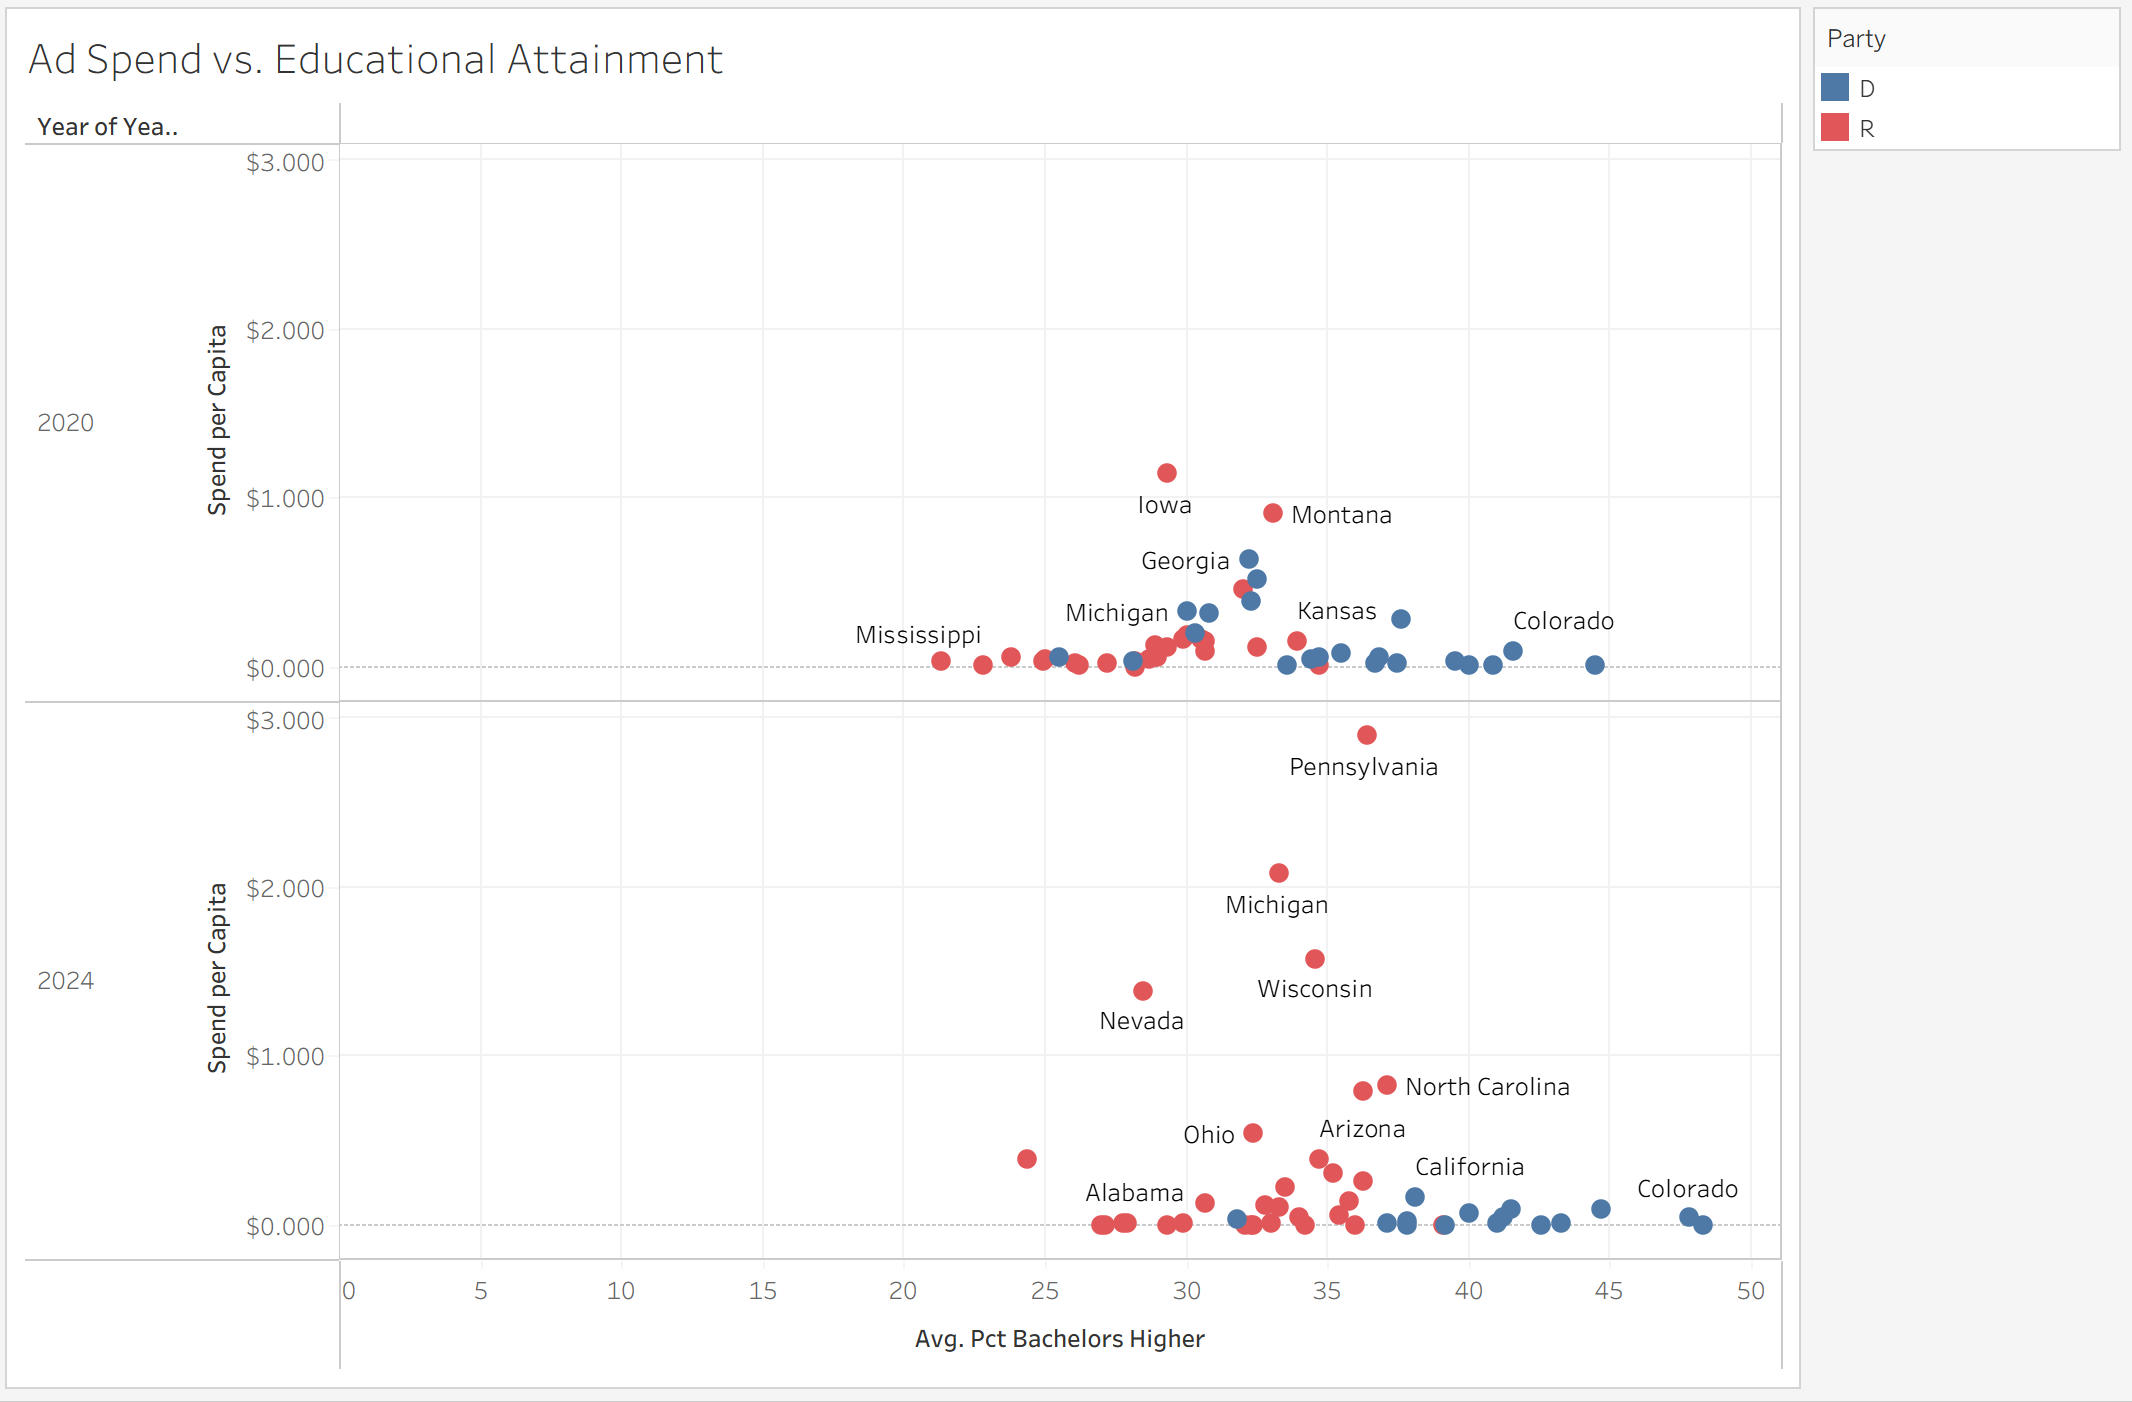 Ad Spend vs. Educational Attainment
Party
D
R
Year of Yea..
2020
Spend per Capita
$3.000
$2.000
$1.000
$0.000
Iowa
Montana
Georgia
Michigan
Kansas
Colorado
Mississippi
2024
Spend per Capita
$3.000
$2.000
$1.000
$0.000
Pennsylvania
Michigan
Wisconsin
Nevada
North Carolina
Ohio
Arizona
California
Alabama
Colorado
0 5 10 15 20 25 30 35 40 45 50
Avg. Pct Bachelors Higher